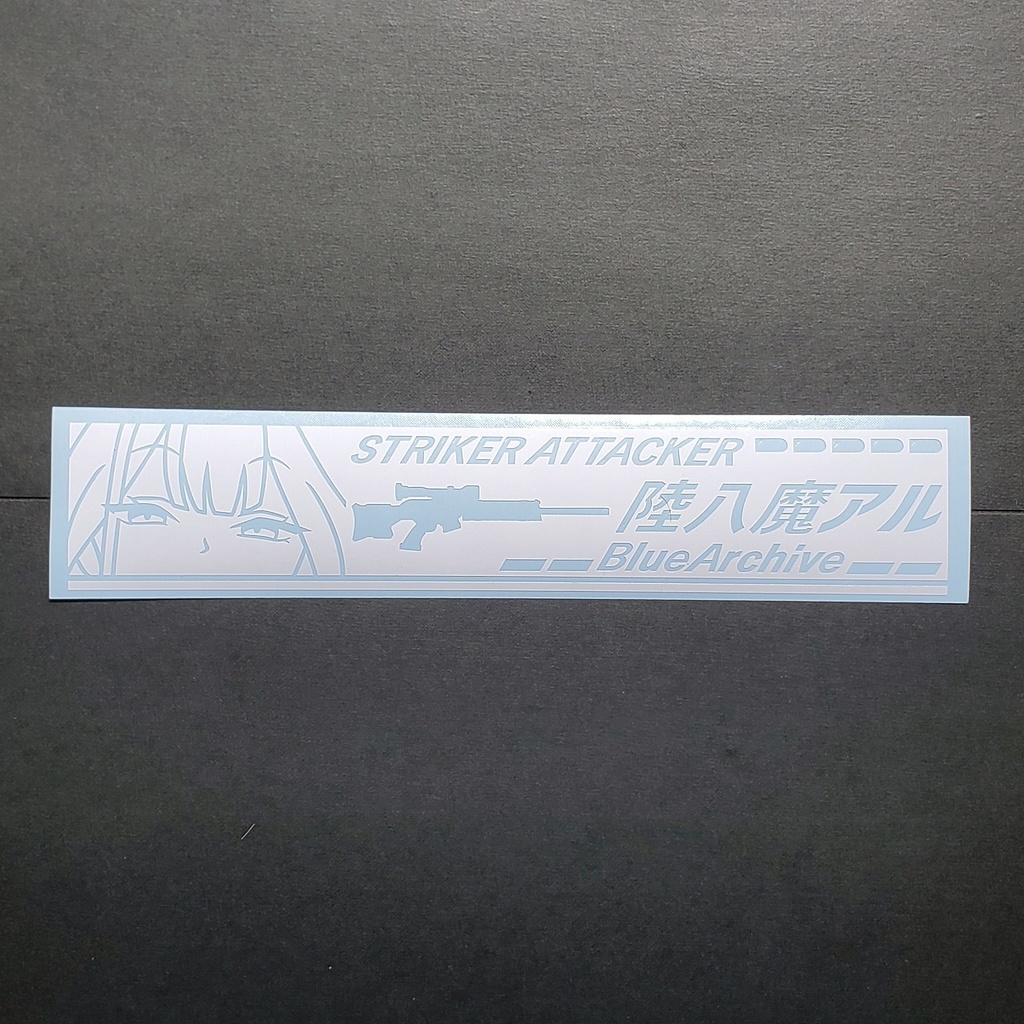 STRIKER ATTACKER
陸八魔アル
BlueArchive